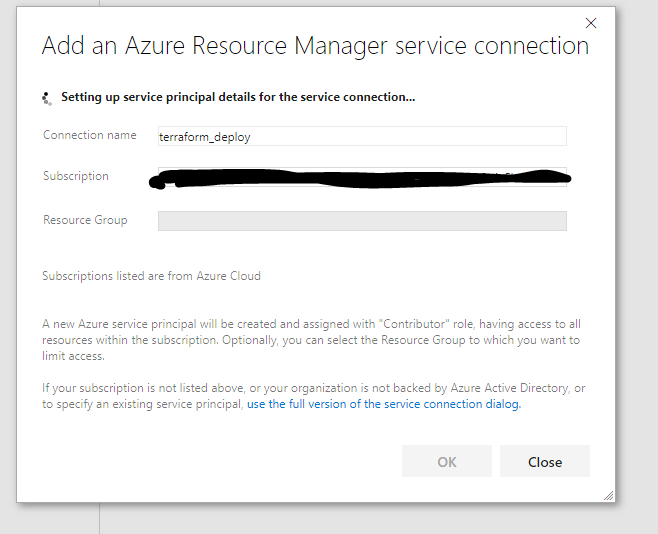 Add an Azure Resource Manager service connection
Setting up service principal details for the service connection...
Connection name
terraform_deploy
Subscription
Resource Group
Subscriptions listed are from Azure Cloud
A new Azure service principal will be created and assigned with "Contributor" role, having access to all
resources within the subscription. Optionally, you can select the Resource Group to which you want to
limit access.
If your subscription is not listed above, or your organization is not backed by Azure Active Directory, or
to specify an existing service principal, use the full version of the service connection dialog.
OK
Close